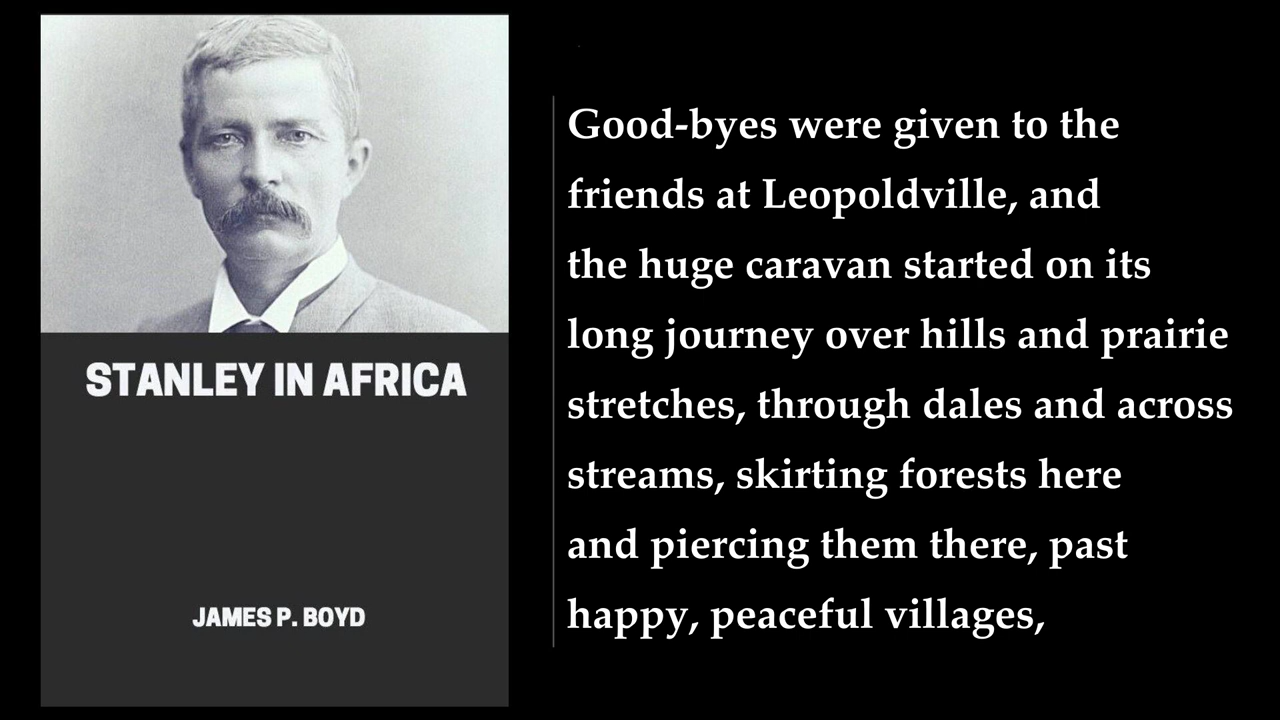 STANLEY IN AFRICA
JAMES P. BOYD
Good-byes were given to the
friends at Leopoldville, and
the huge caravan started on its
long journey over hills and prairie
stretches, through dales and across
streams, skirting forests here
and piercing them there, past
happy, peaceful villages,